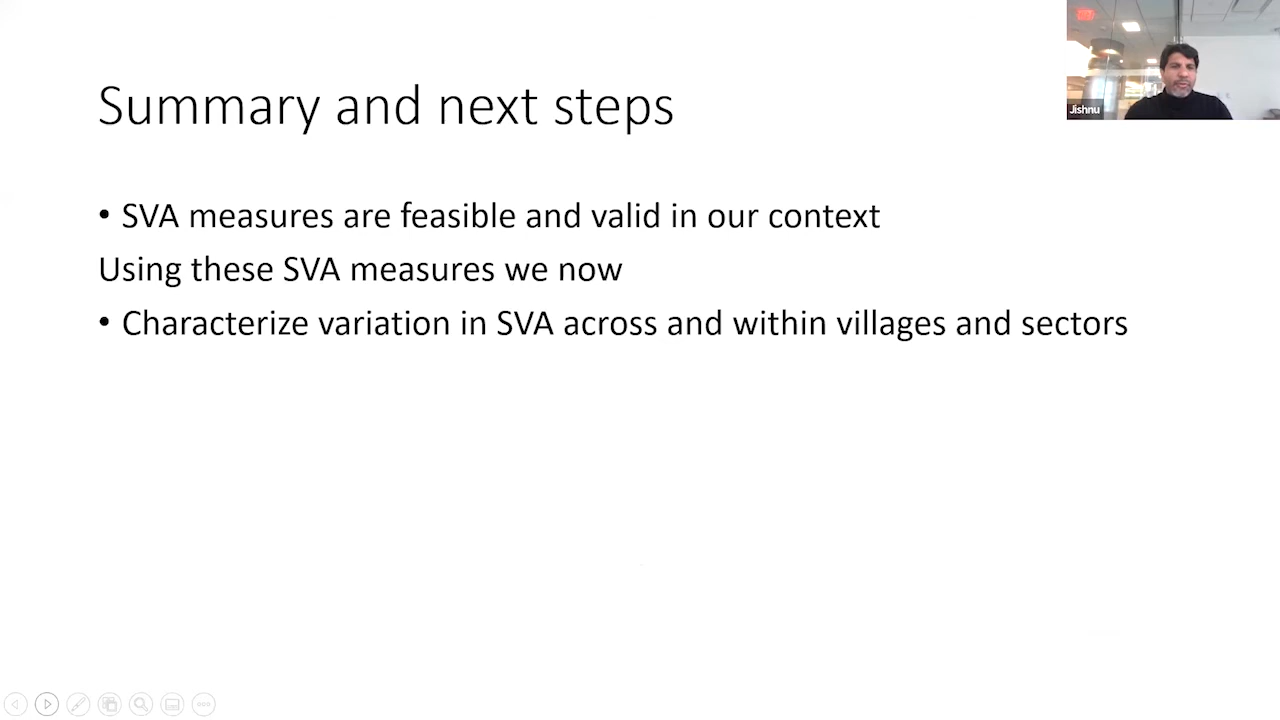 Jishnu
Summary and next steps
• SVA measures are feasible and valid in our context
Using these SVA measures we now
• Characterize variation in SVA across and within villages and sectors